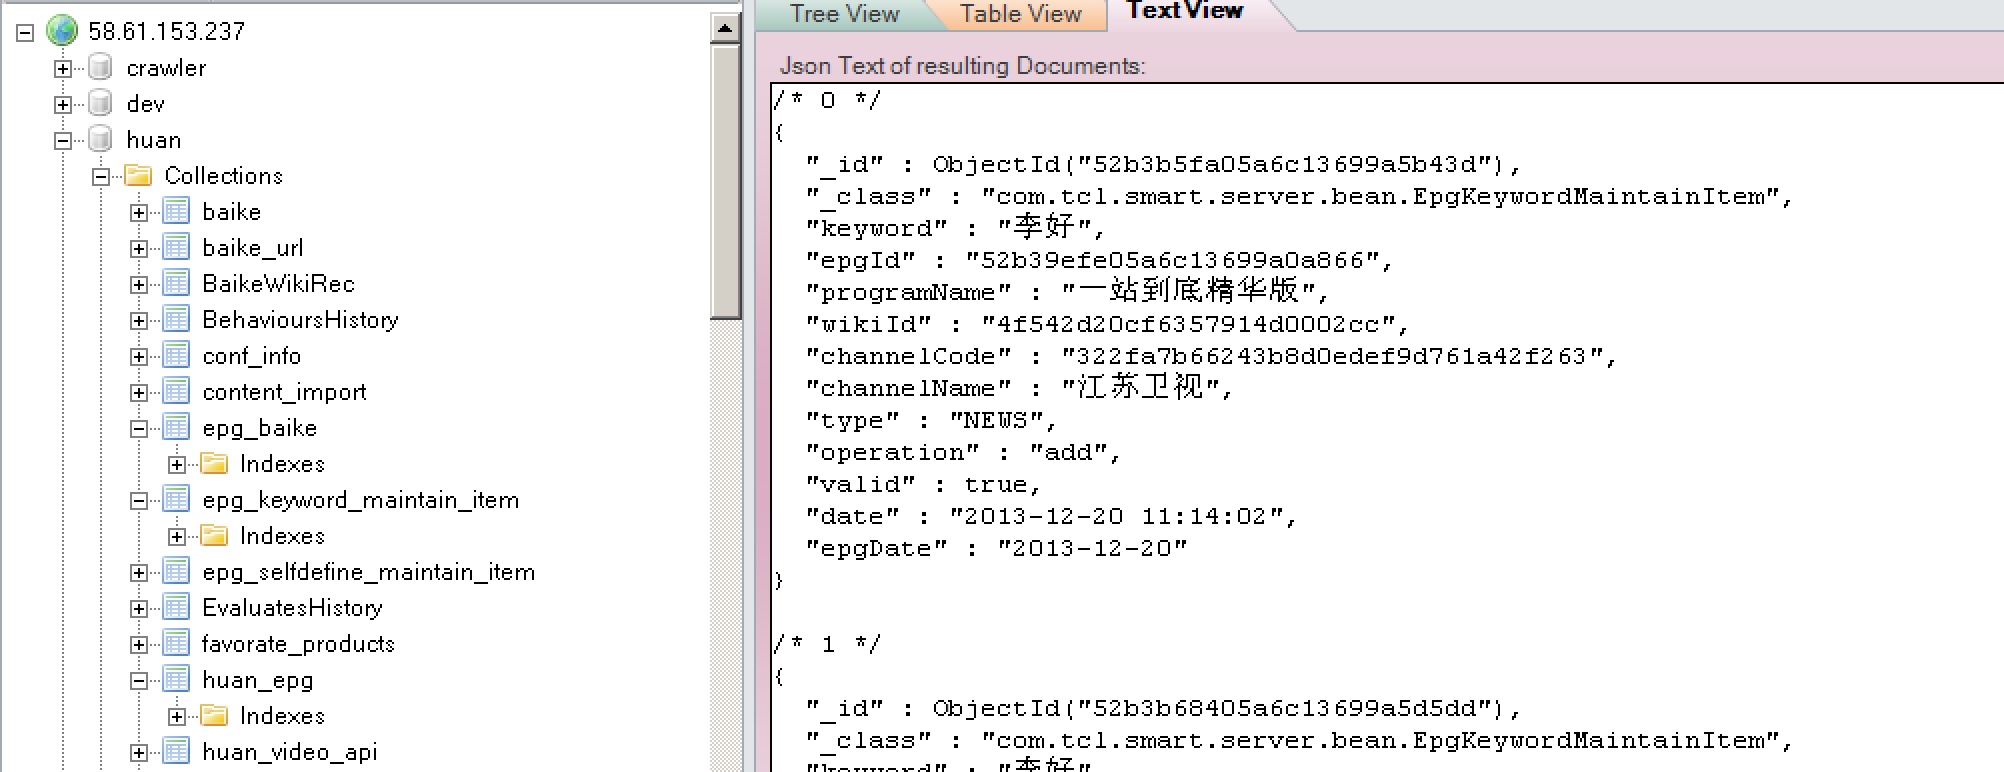 58.61.153.237
crawler
dev
huan
Collections
baike
baike_url
BaikeWikiRec
BehavioursHistory
conf_info
content_import
epg_baike
Indexes
epg_keyword_maintain_item
Indexes
epg_selfdefine_maintain_item
EvaluatesHistory
favorate_products
huan_epg
Indexes
huan_video_api
Tree View
Table View
Text View
Json Text of resulting Documents:
/* 0 */
{
"_id" : ObjectId("52b3b5fa05a6c13699a5b43d"),
"_class" : "com.tcl.smart.server.bean.EpgKeywordMaintainItem",
"keyword" : "李好",
"epgId" : "52b39efe05a6c13699a0a866",
"programName" : "一站到底精华版",
"wikiId" : "4f542d20cf6357914d0002cc",
"channelCode" : "322fa7b66243b8d0edef9d761a42f263",
"channelName" : "江苏卫视",
"type" : "NEWS",
"operation" : "add",
"valid" : true,
"date" : "2013-12-20 11:14:02",
"epgDate" : "2013-12-20"
}
/* 1 */
{
"_id" : ObjectId("52b3b68405a6c13699a5d5dd"),
"_class" : "com.tcl.smart.server.bean.EpgKeywordMaintainItem",
"keyword" : "李好"